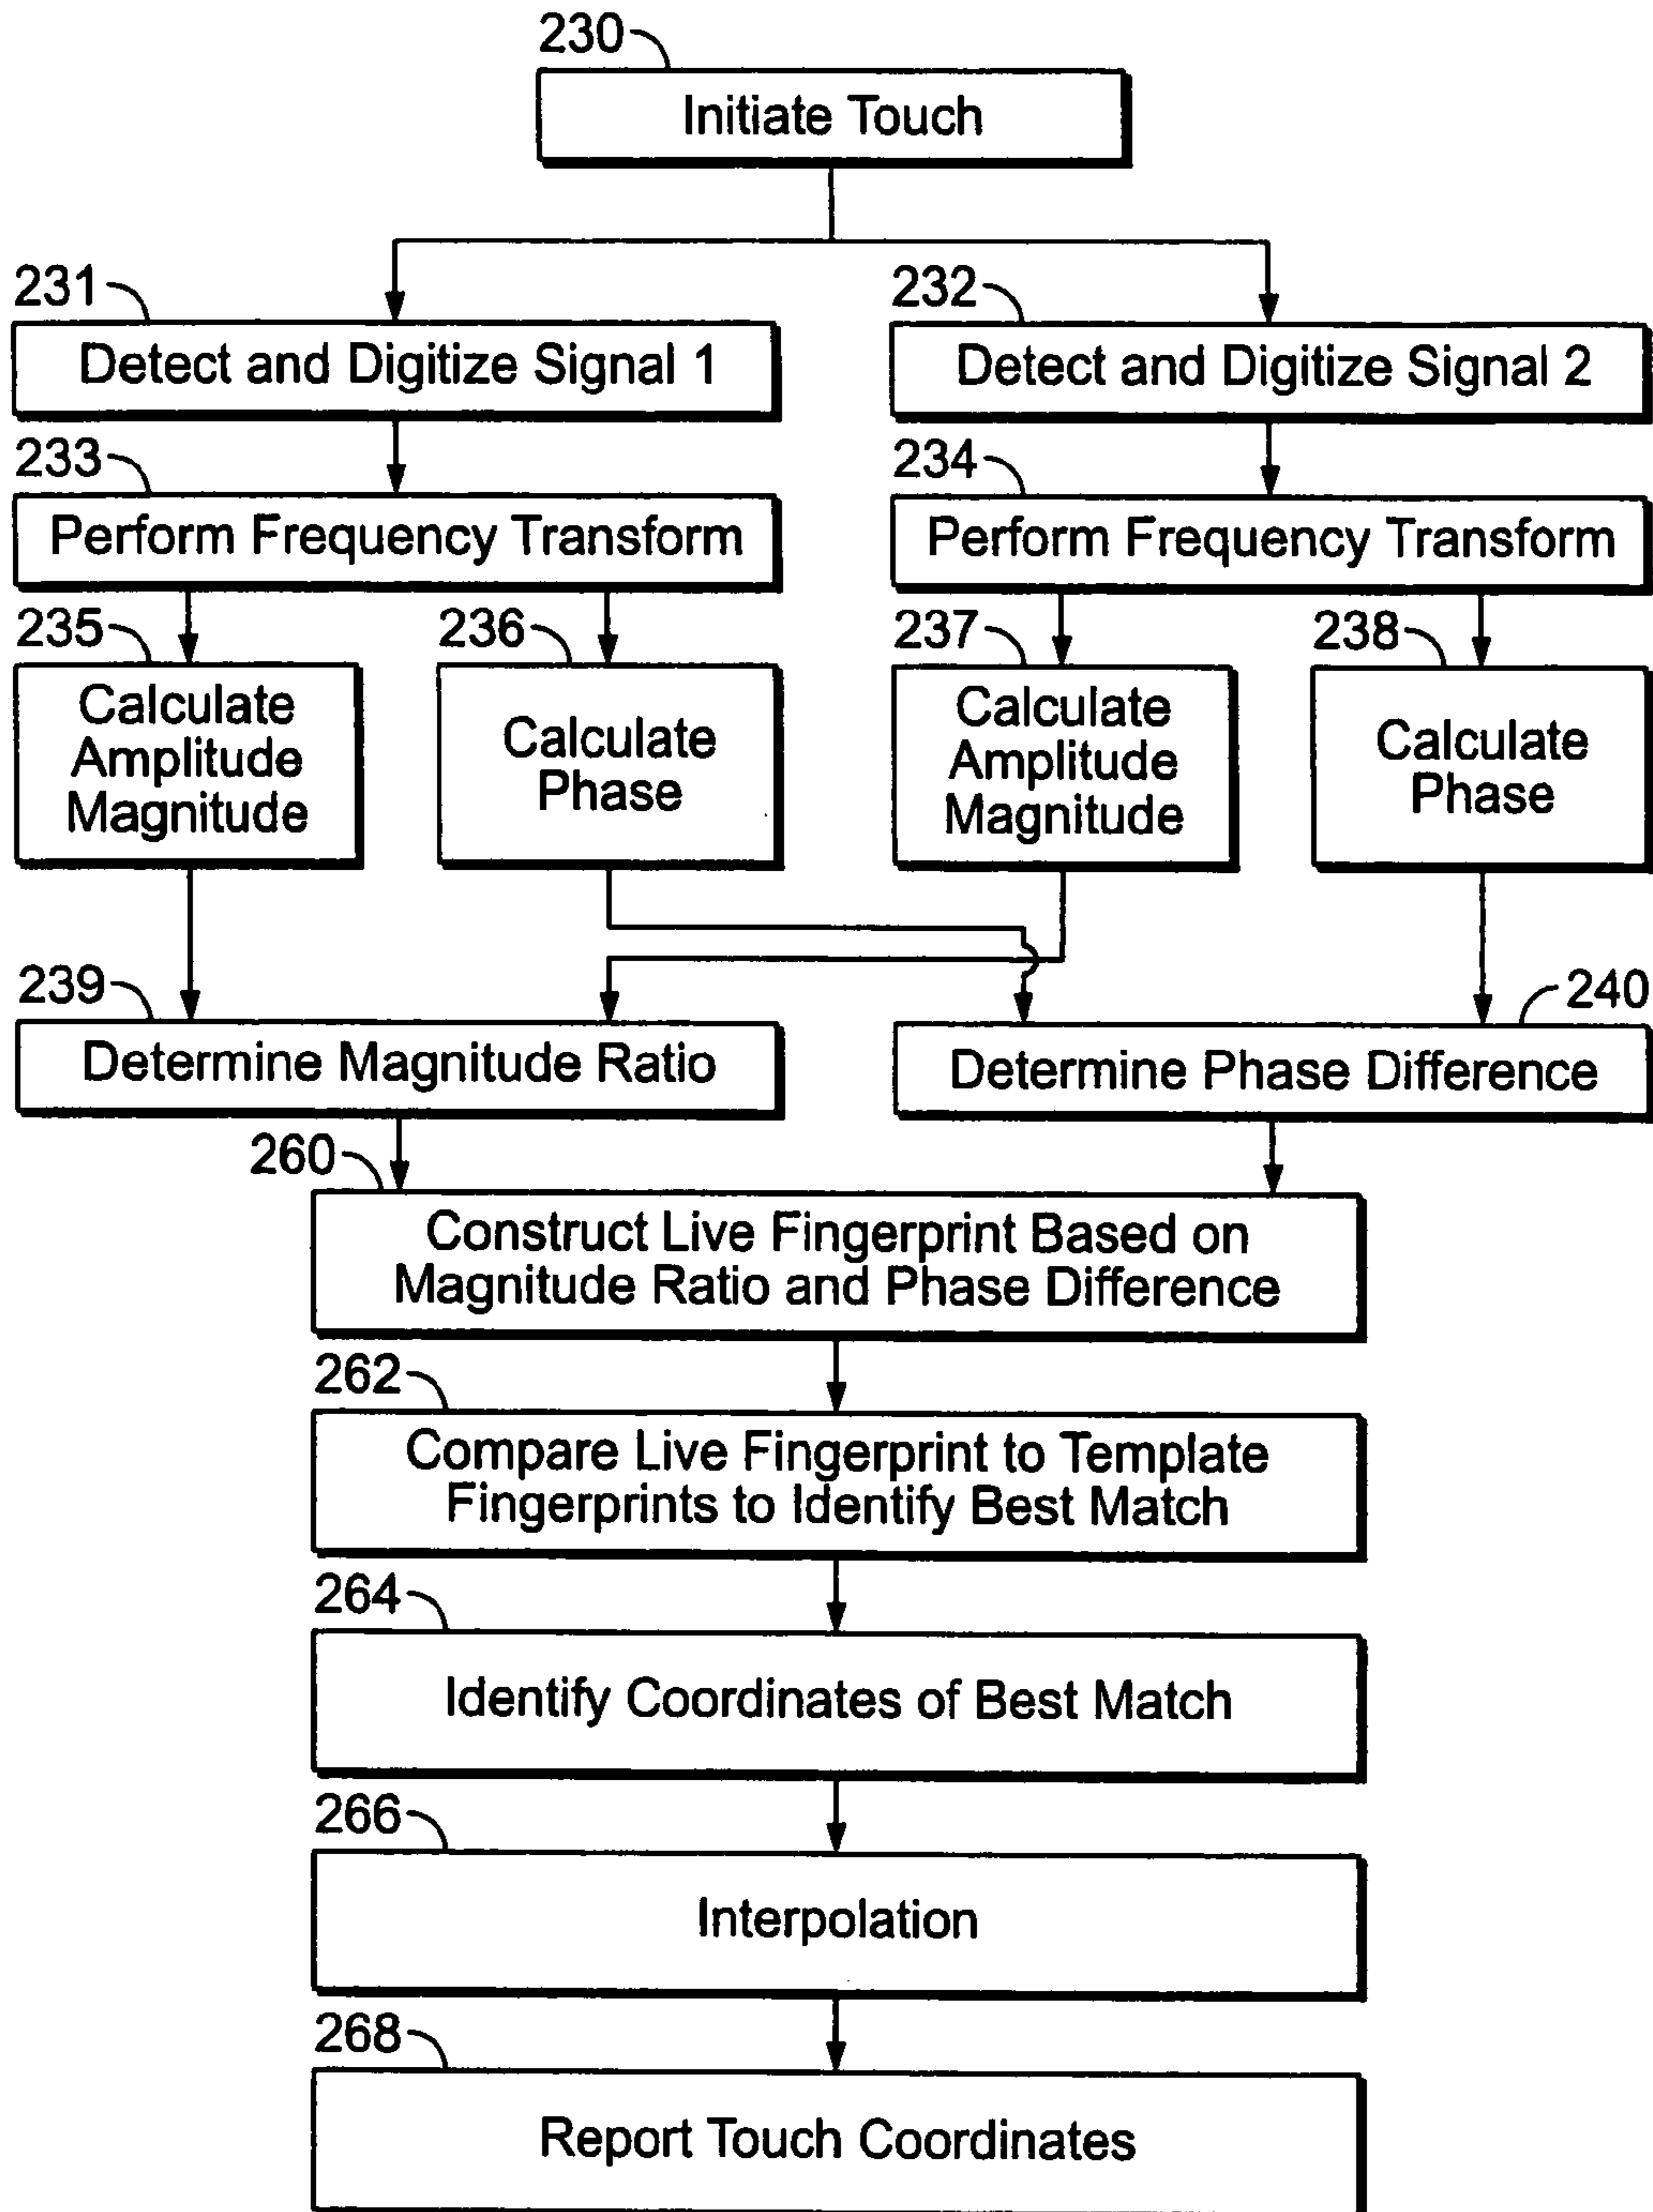 230
Initiate Touch
231
232
Detect and Digitize Signal 1
Detect and Digitize Signal 2
233
234
Perform Frequency Transform
Perform Frequency Transform
235
236
237
238
Calculate
Amplitude
Magnitude
Calculate
Phase
Calculate
Amplitude
Magnitude
Calculate
Phase
239
240
Determine Magnitude Ratio
Determine Phase Difference
260
Construct Live Fingerprint Based on
Magnitude Ratio and Phase Difference
262
Compare Live Fingerprint to Template
Fingerprints to Identify Best Match
264
Identify Coordinates of Best Match
266
Interpolation
268
Report Touch Coordinates